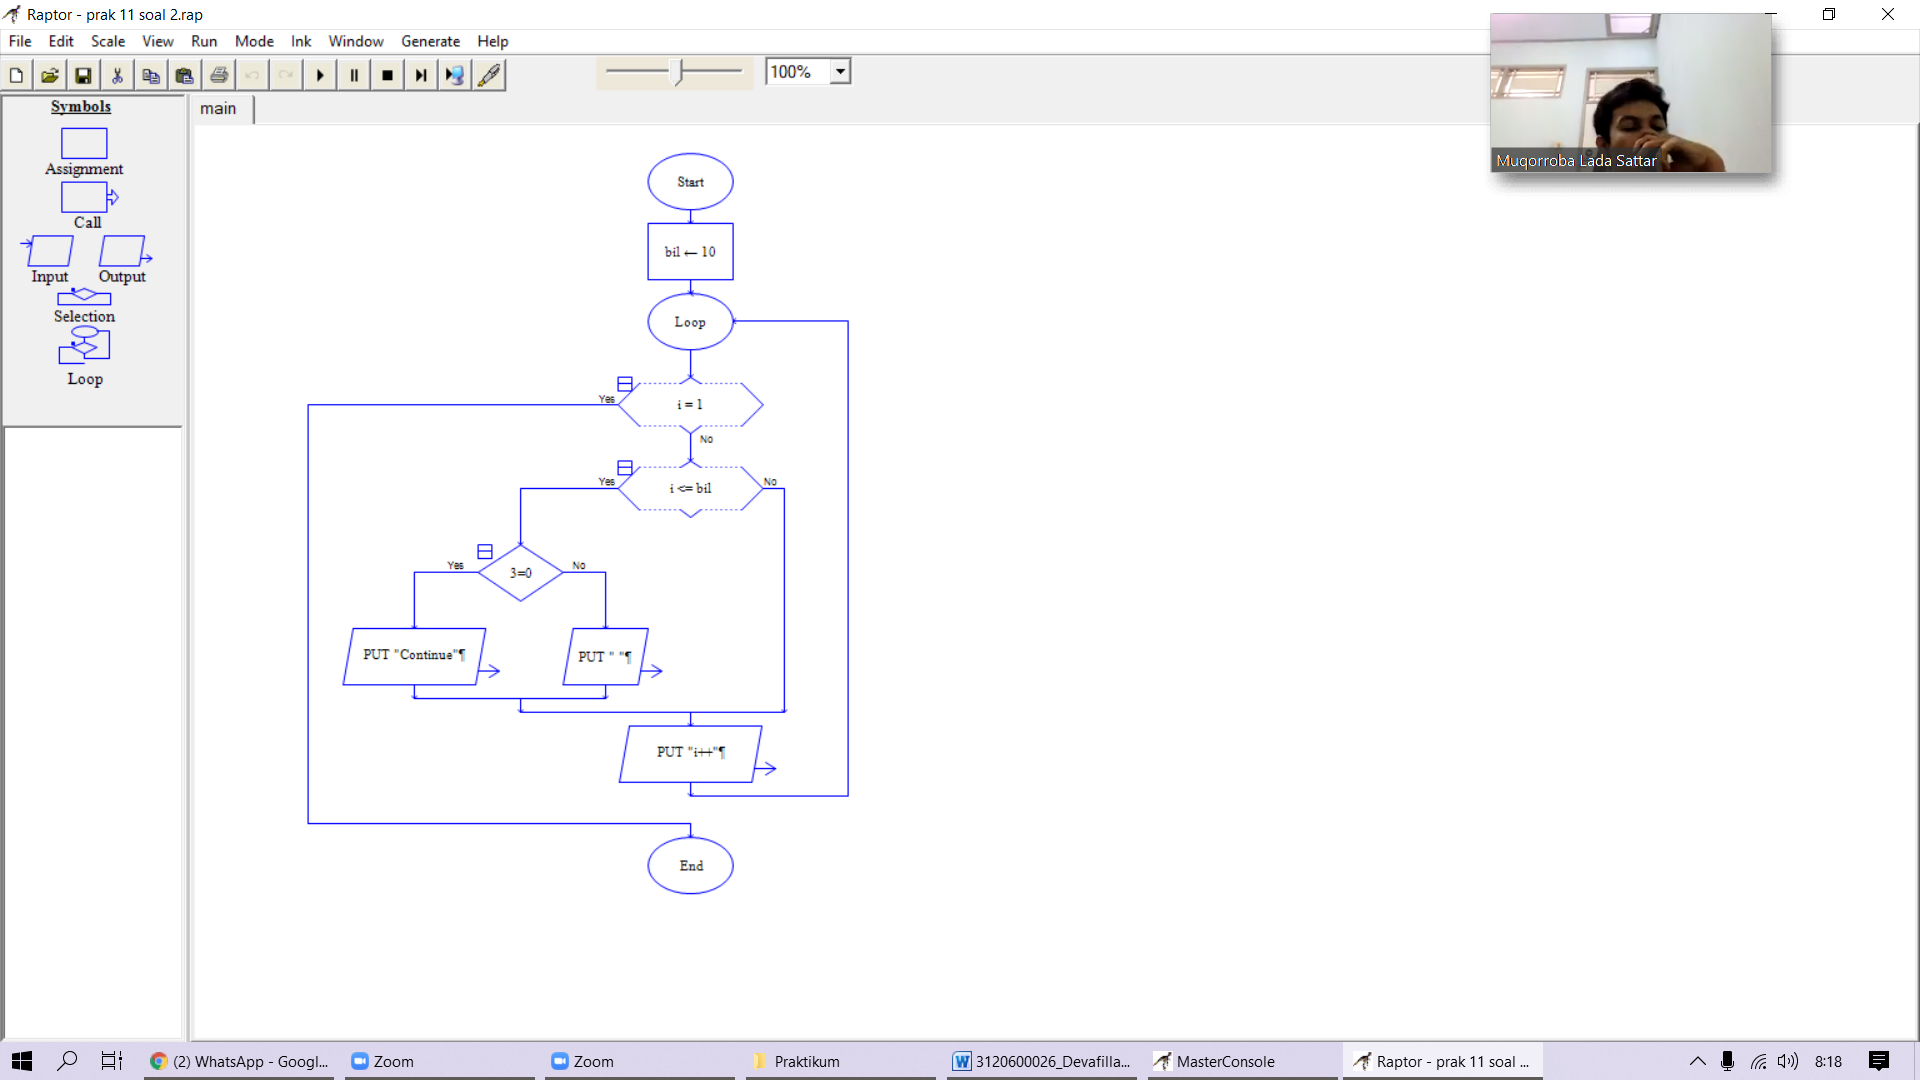 Raptor - prak 11 soal 2.rap
File Edit Scale View Run Mode Ink Window Generate Help
100%
Symbols
Assignment
Call
Input Output
Selection
Loop
main
Start
bil ← 10
Loop
Yes i = 1
No
Yes i <= bil No
Yes 3=0 No
PUT "Continue"¶ PUT " "¶
PUT "i++"¶
End
Muqorroba Lada Sattar
(2) WhatsApp - Googl... Zoom Zoom Praktikum 3120600026_Devafilla... MasterConsole Raptor - prak 11 soal ... 8:18